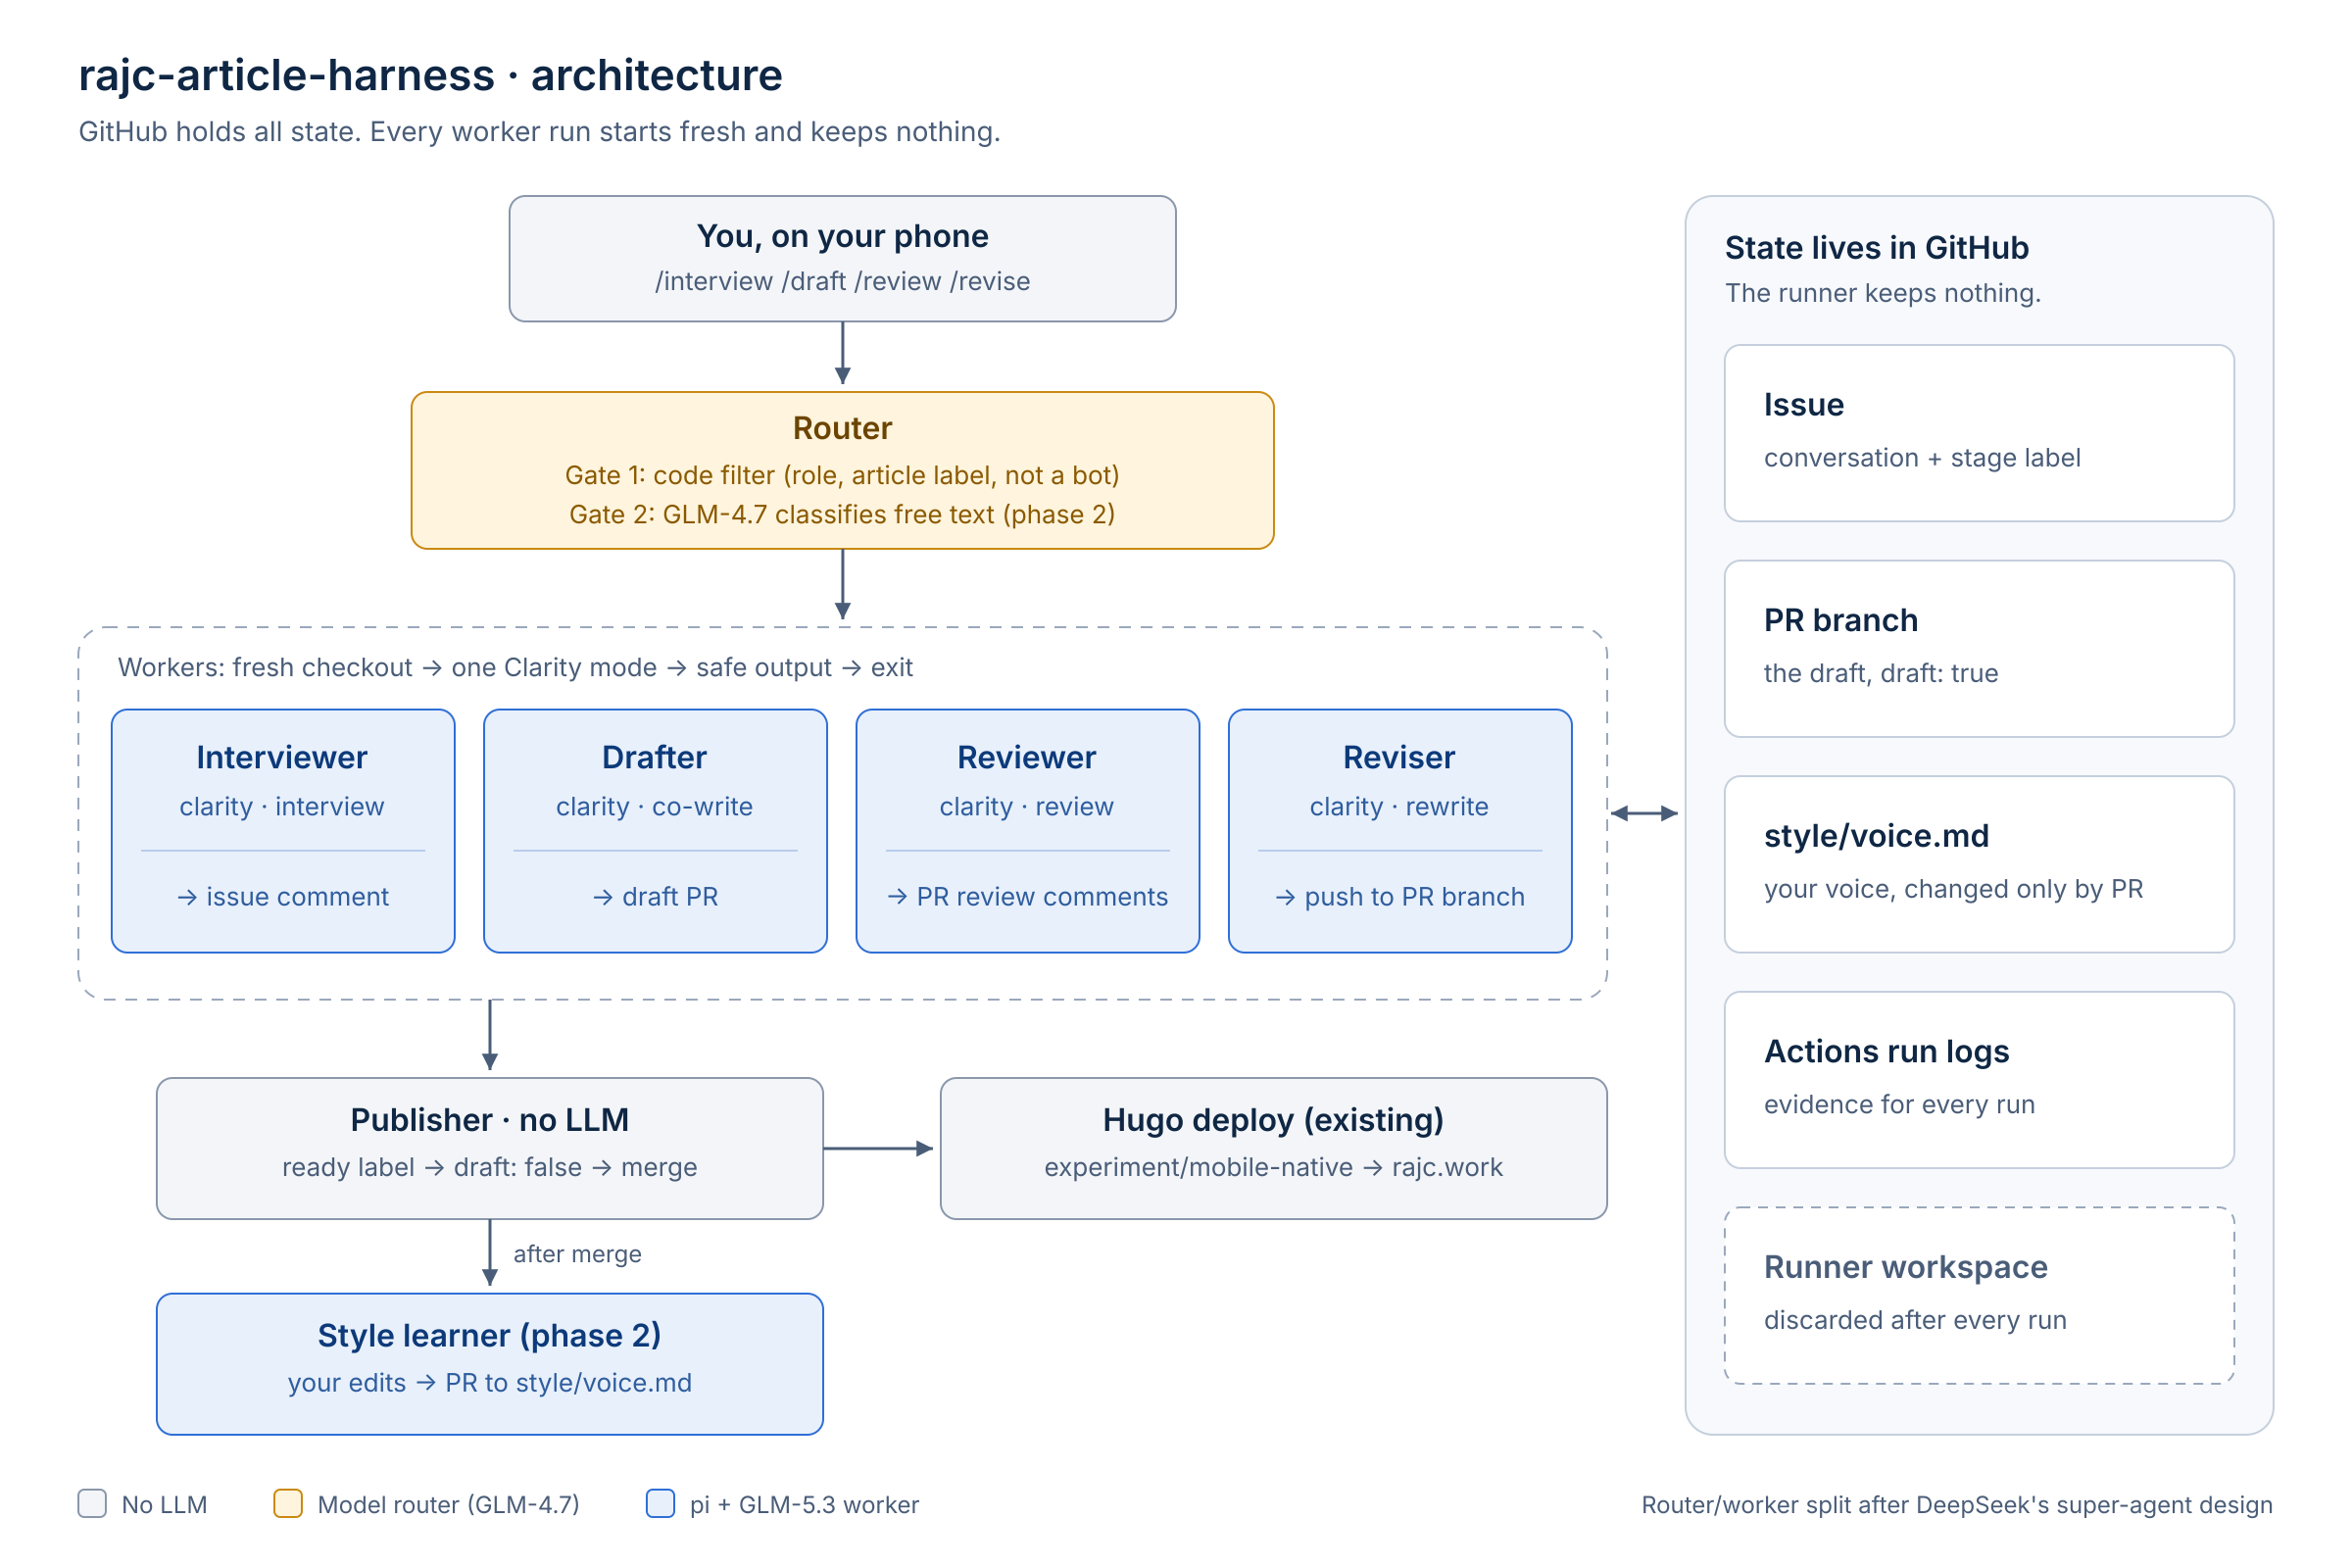 rajc-article-harness · architecture
GitHub holds all state. Every worker run starts fresh and keeps nothing.
You, on your phone
/interview /draft /review /revise
Router
Gate 1: code filter (role, article label, not a bot)
Gate 2: GLM-4.7 classifies free text (phase 2)
Workers: fresh checkout → one Clarity mode → safe output → exit
Interviewer
clarity · interview
→ issue comment
Drafter
clarity · co-write
→ draft PR
Reviewer
clarity · review
→ PR review comments
Reviser
clarity · rewrite
→ push to PR branch
Publisher · no LLM
ready label → draft: false → merge
Hugo deploy (existing)
experiment/mobile-native → rajc.work
after merge
Style learner (phase 2)
your edits → PR to style/voice.md
State lives in GitHub
The runner keeps nothing.
Issue
conversation + stage label
PR branch
the draft, draft: true
style/voice.md
your voice, changed only by PR
Actions run logs
evidence for every run
Runner workspace
discarded after every run
No LLM
Model router (GLM-4.7)
pi + GLM-5.3 worker
Router/worker split after DeepSeek's super-agent design